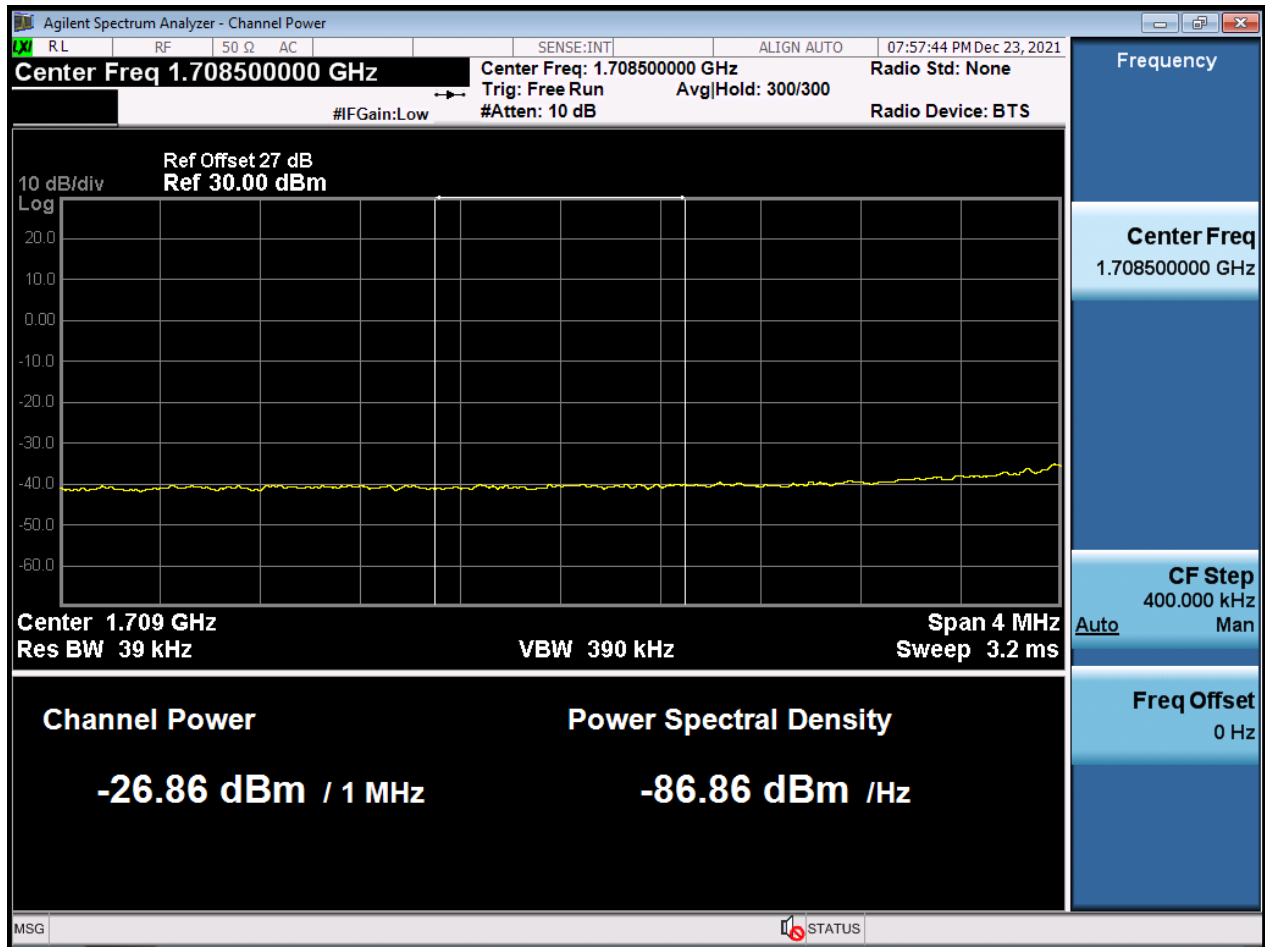 Agilent Spectrum Analyzer - Channel Power
LXI RL RF 50 Ω AC SENSE:INT ALIGN AUTO 07:57:44 PM Dec 23, 2021
Center Freq 1.708500000 GHz
#IFGain:Low
Center Freq: 1.708500000 GHz
Trig: Free Run Avg|Hold: 300/300
#Atten: 10 dB
Radio Std: None
Radio Device: BTS
Ref Offset 27 dB
10 dB/div Ref 30.00 dBm
Log
20.0
10.0
0.00
-10.0
-20.0
-30.0
-40.0
-50.0
-60.0
Center 1.709 GHz Span 4 MHz
Res BW 39 kHz VBW 390 kHz Sweep 3.2 ms
Channel Power Power Spectral Density
-26.86 dBm / 1 MHz -86.86 dBm /Hz
MSG STATUS
Frequency
Center Freq
1.708500000 GHz
CF Step
400.000 kHz
Auto Man
Freq Offset
0 Hz